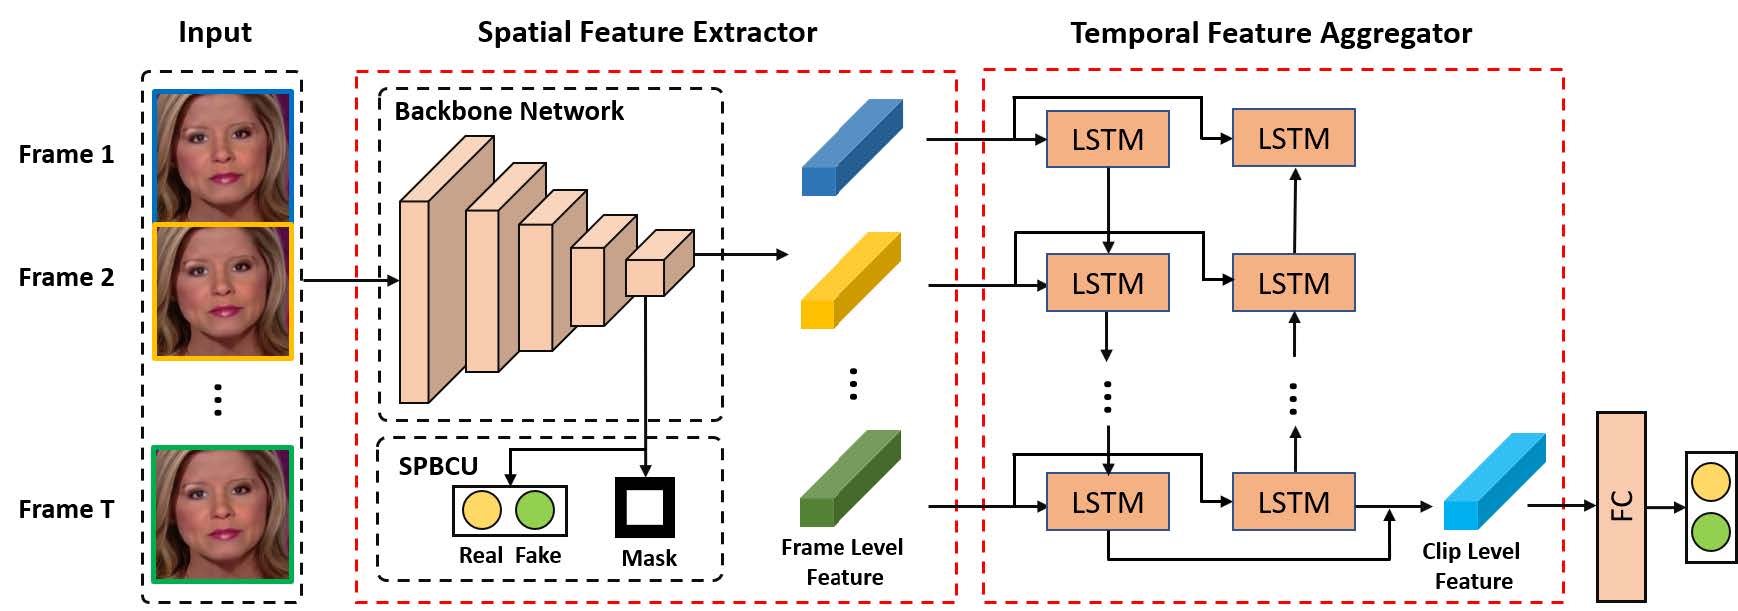 Input
Spatial Feature Extractor
Temporal Feature Aggregator
Frame 1
Frame 2
Frame T
Backbone Network
SPBCU
Real Fake
Mask
Frame Level
Feature
LSTM
LSTM
LSTM
LSTM
LSTM
LSTM
Clip Level
Feature
FC